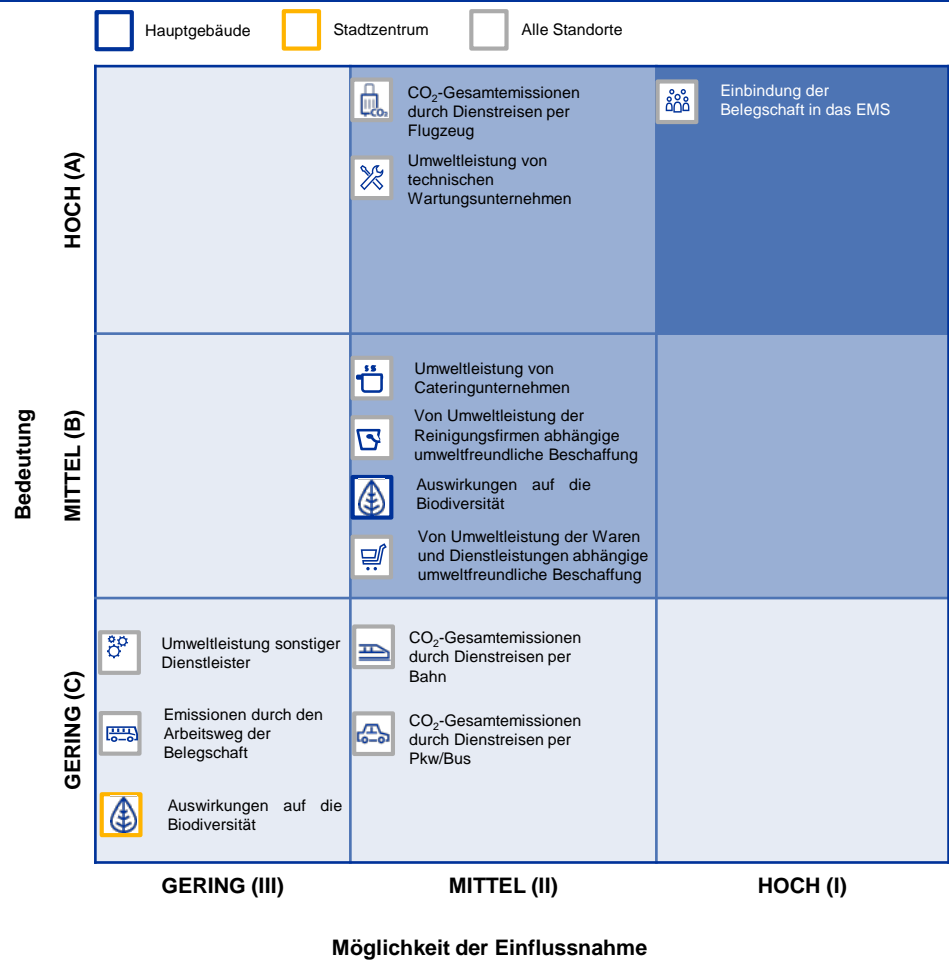 Hauptgebäude
Stadtzentrum
Alle Standorte
Bedeutung
HOCH (A)
CO₂-Gesamtemissionen
durch Dienstreisen per
Flugzeug
Umweltleistung von
technischen
Wartungsunternehmen
Einbindung der
Belegschaft in das EMS
MITTEL (B)
Umweltleistung von
Cateringunternehmen
Von Umweltleistung der
Reinigungsfirmen abhängige
umweltfreundliche Beschaffung
Auswirkungen auf die
Biodiversität
Von Umweltleistung der Waren
und Dienstleistungen abhängige
umweltfreundliche Beschaffung
GERING (C)
Umweltleistung sonstiger
Dienstleister
Emissionen durch den
Arbeitsweg der
Belegschaft
Auswirkungen auf die
Biodiversität
CO₂-Gesamtemissionen
durch Dienstreisen per
Bahn
CO₂-Gesamtemissionen
durch Dienstreisen per
Pkw/Bus
GERING (III)
MITTEL (II)
HOCH (I)
Möglichkeit der Einflussnahme
CO₂